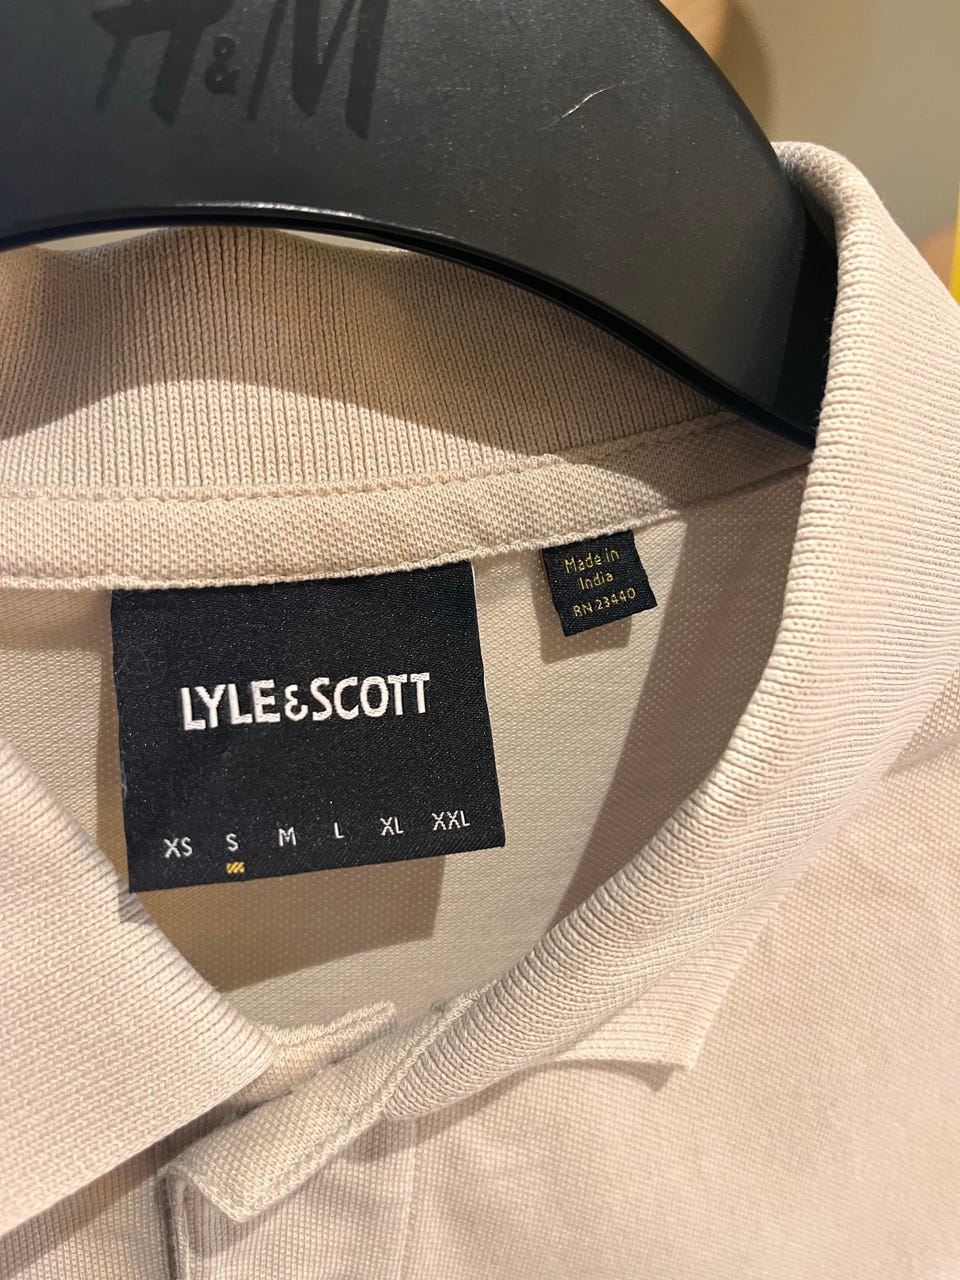 H&M
Made in
India
RN 23440
LYLE&SCOTT
XS S M L XL XXL